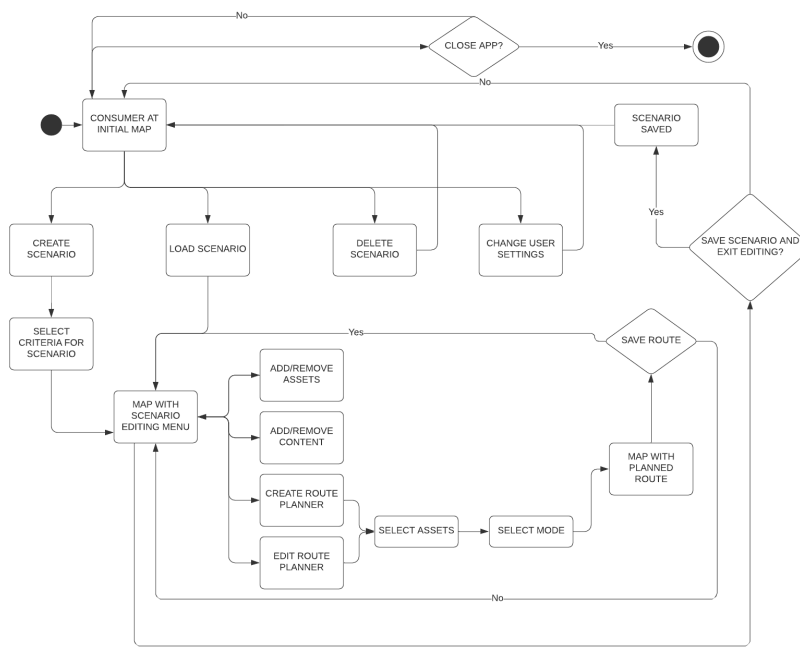 No
CLOSE APP?
Yes
No
CONSUMER AT
INITIAL MAP
SCENARIO
SAVED
Yes
CREATE
SCENARIO
LOAD SCENARIO
DELETE
SCENARIO
CHANGE USER
SETTINGS
SAVE SCENARIO AND
EXIT EDITING?
SELECT
CRITERIA FOR
SCENARIO
Yes
SAVE ROUTE
ADD/REMOVE
ASSETS
MAP WITH
SCENARIO
EDITING MENU
ADD/REMOVE
CONTENT
MAP WITH
PLANNED
ROUTE
CREATE ROUTE
PLANNER
SELECT ASSETS
SELECT MODE
EDIT ROUTE
PLANNER
No